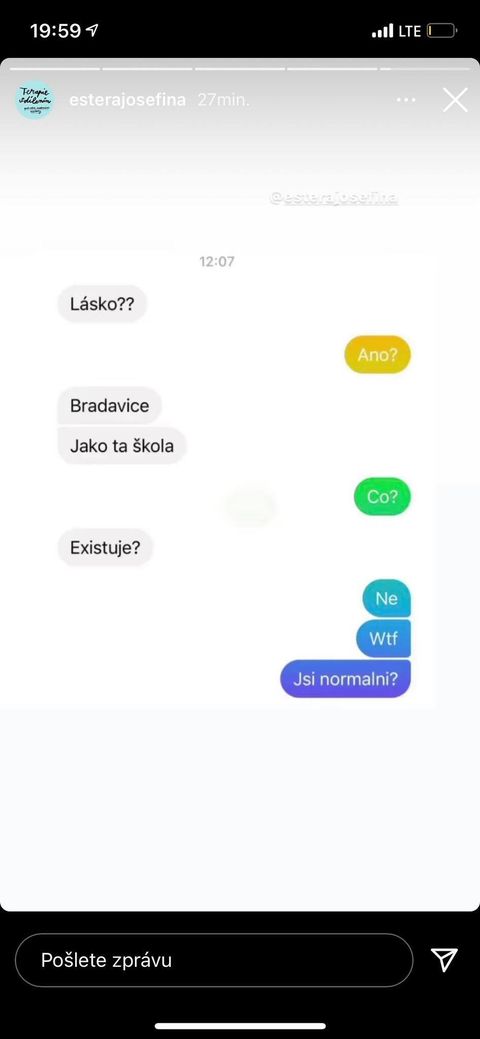 19:59
LTE
Terapie
sdílením
esterajosefina 27min.
@esterajosefina
12:07
Lásko??
Ano?
Bradavice
Jako ta škola
Co?
Existuje?
Ne
Wtf
Jsi normalni?
Pošlete zprávu